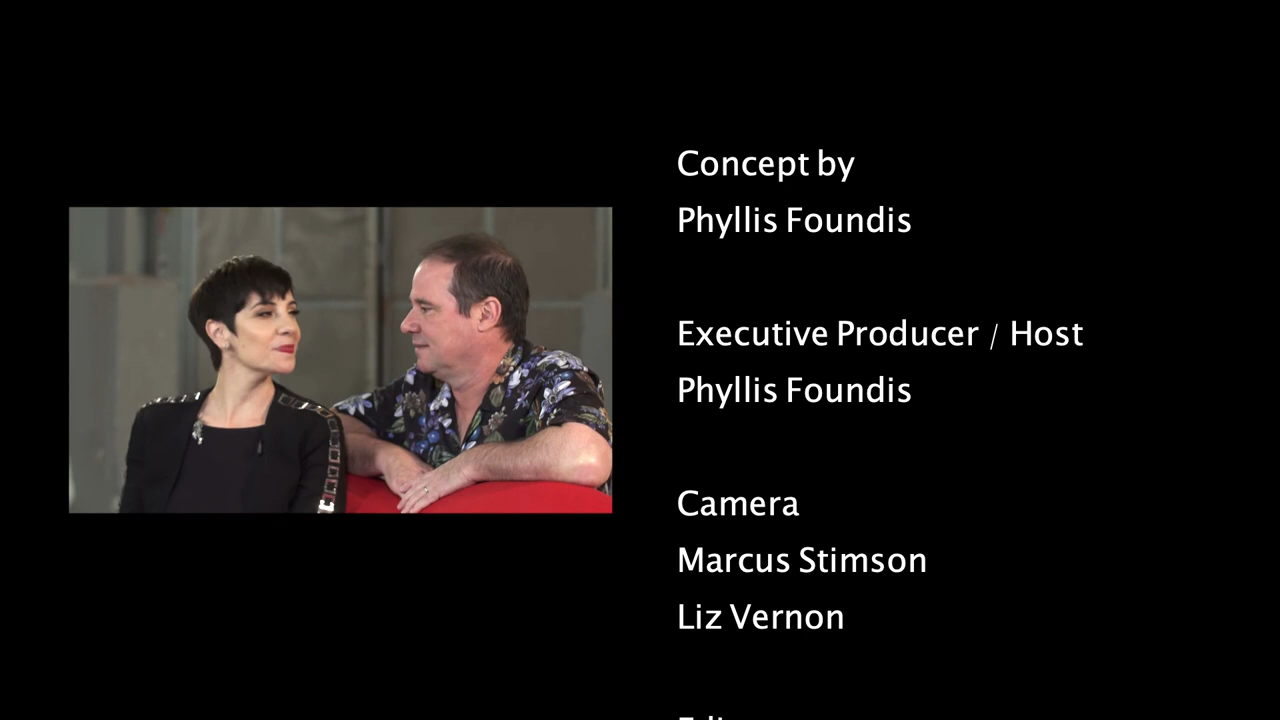 Concept by
Phyllis Foundis
Executive Producer / Host
Phyllis Foundis
Camera
Marcus Stimson
Liz Vernon